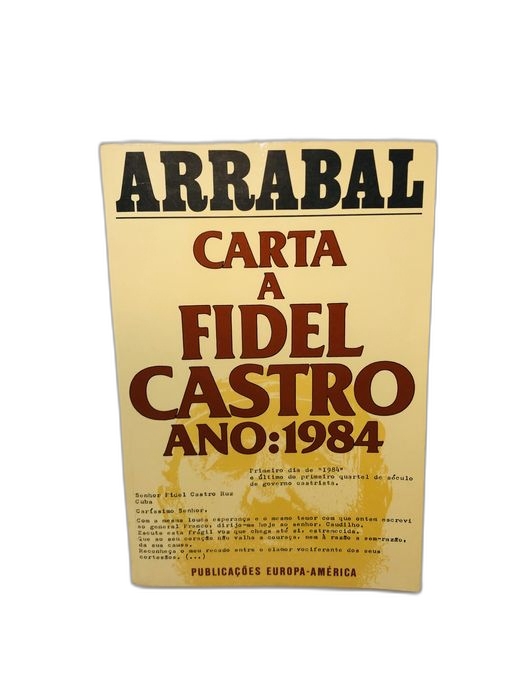 ARRABAL
CARTA
A
FIDEL
CASTRO
ANO:1984
Primeiro dia de "1984"
e último do primeiro quartel de século
de governo castrista.
Senhor Fidel Castro Ruz
Cuba
Caríssimo Senhor,
Com a mesma louca esperança e o mesmo temor com que ontem escrevi
ao general Franco, dirijo-me hoje ao senhor, Caudilho.
Escute esta frágil voz que chega até si, estremecida.
Que ao seu coração não valha a couraça, nem à razão a sem-razão,
da sua causa.
Reconheça o meu recado entre o clamor vociferante dos seus
cortesãos. (...)
PUBLICAÇÕES EUROPA-AMÉRICA